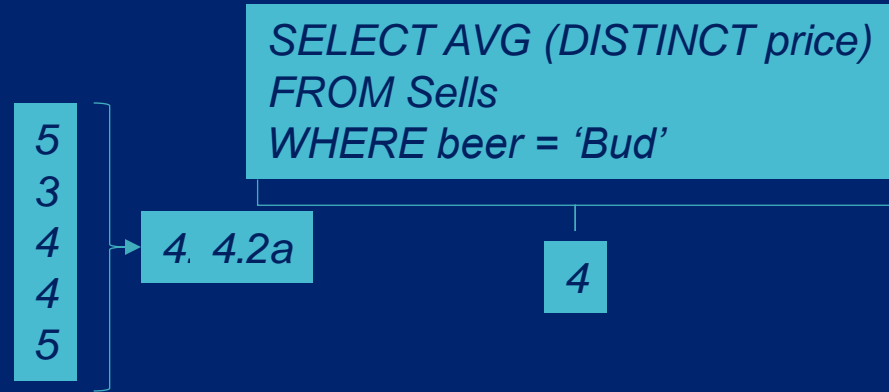 SELECT AVG (DISTINCT price)
FROM Sells
WHERE beer = ‘Bud’
5
3
4
4
5
4. 4.2a
4